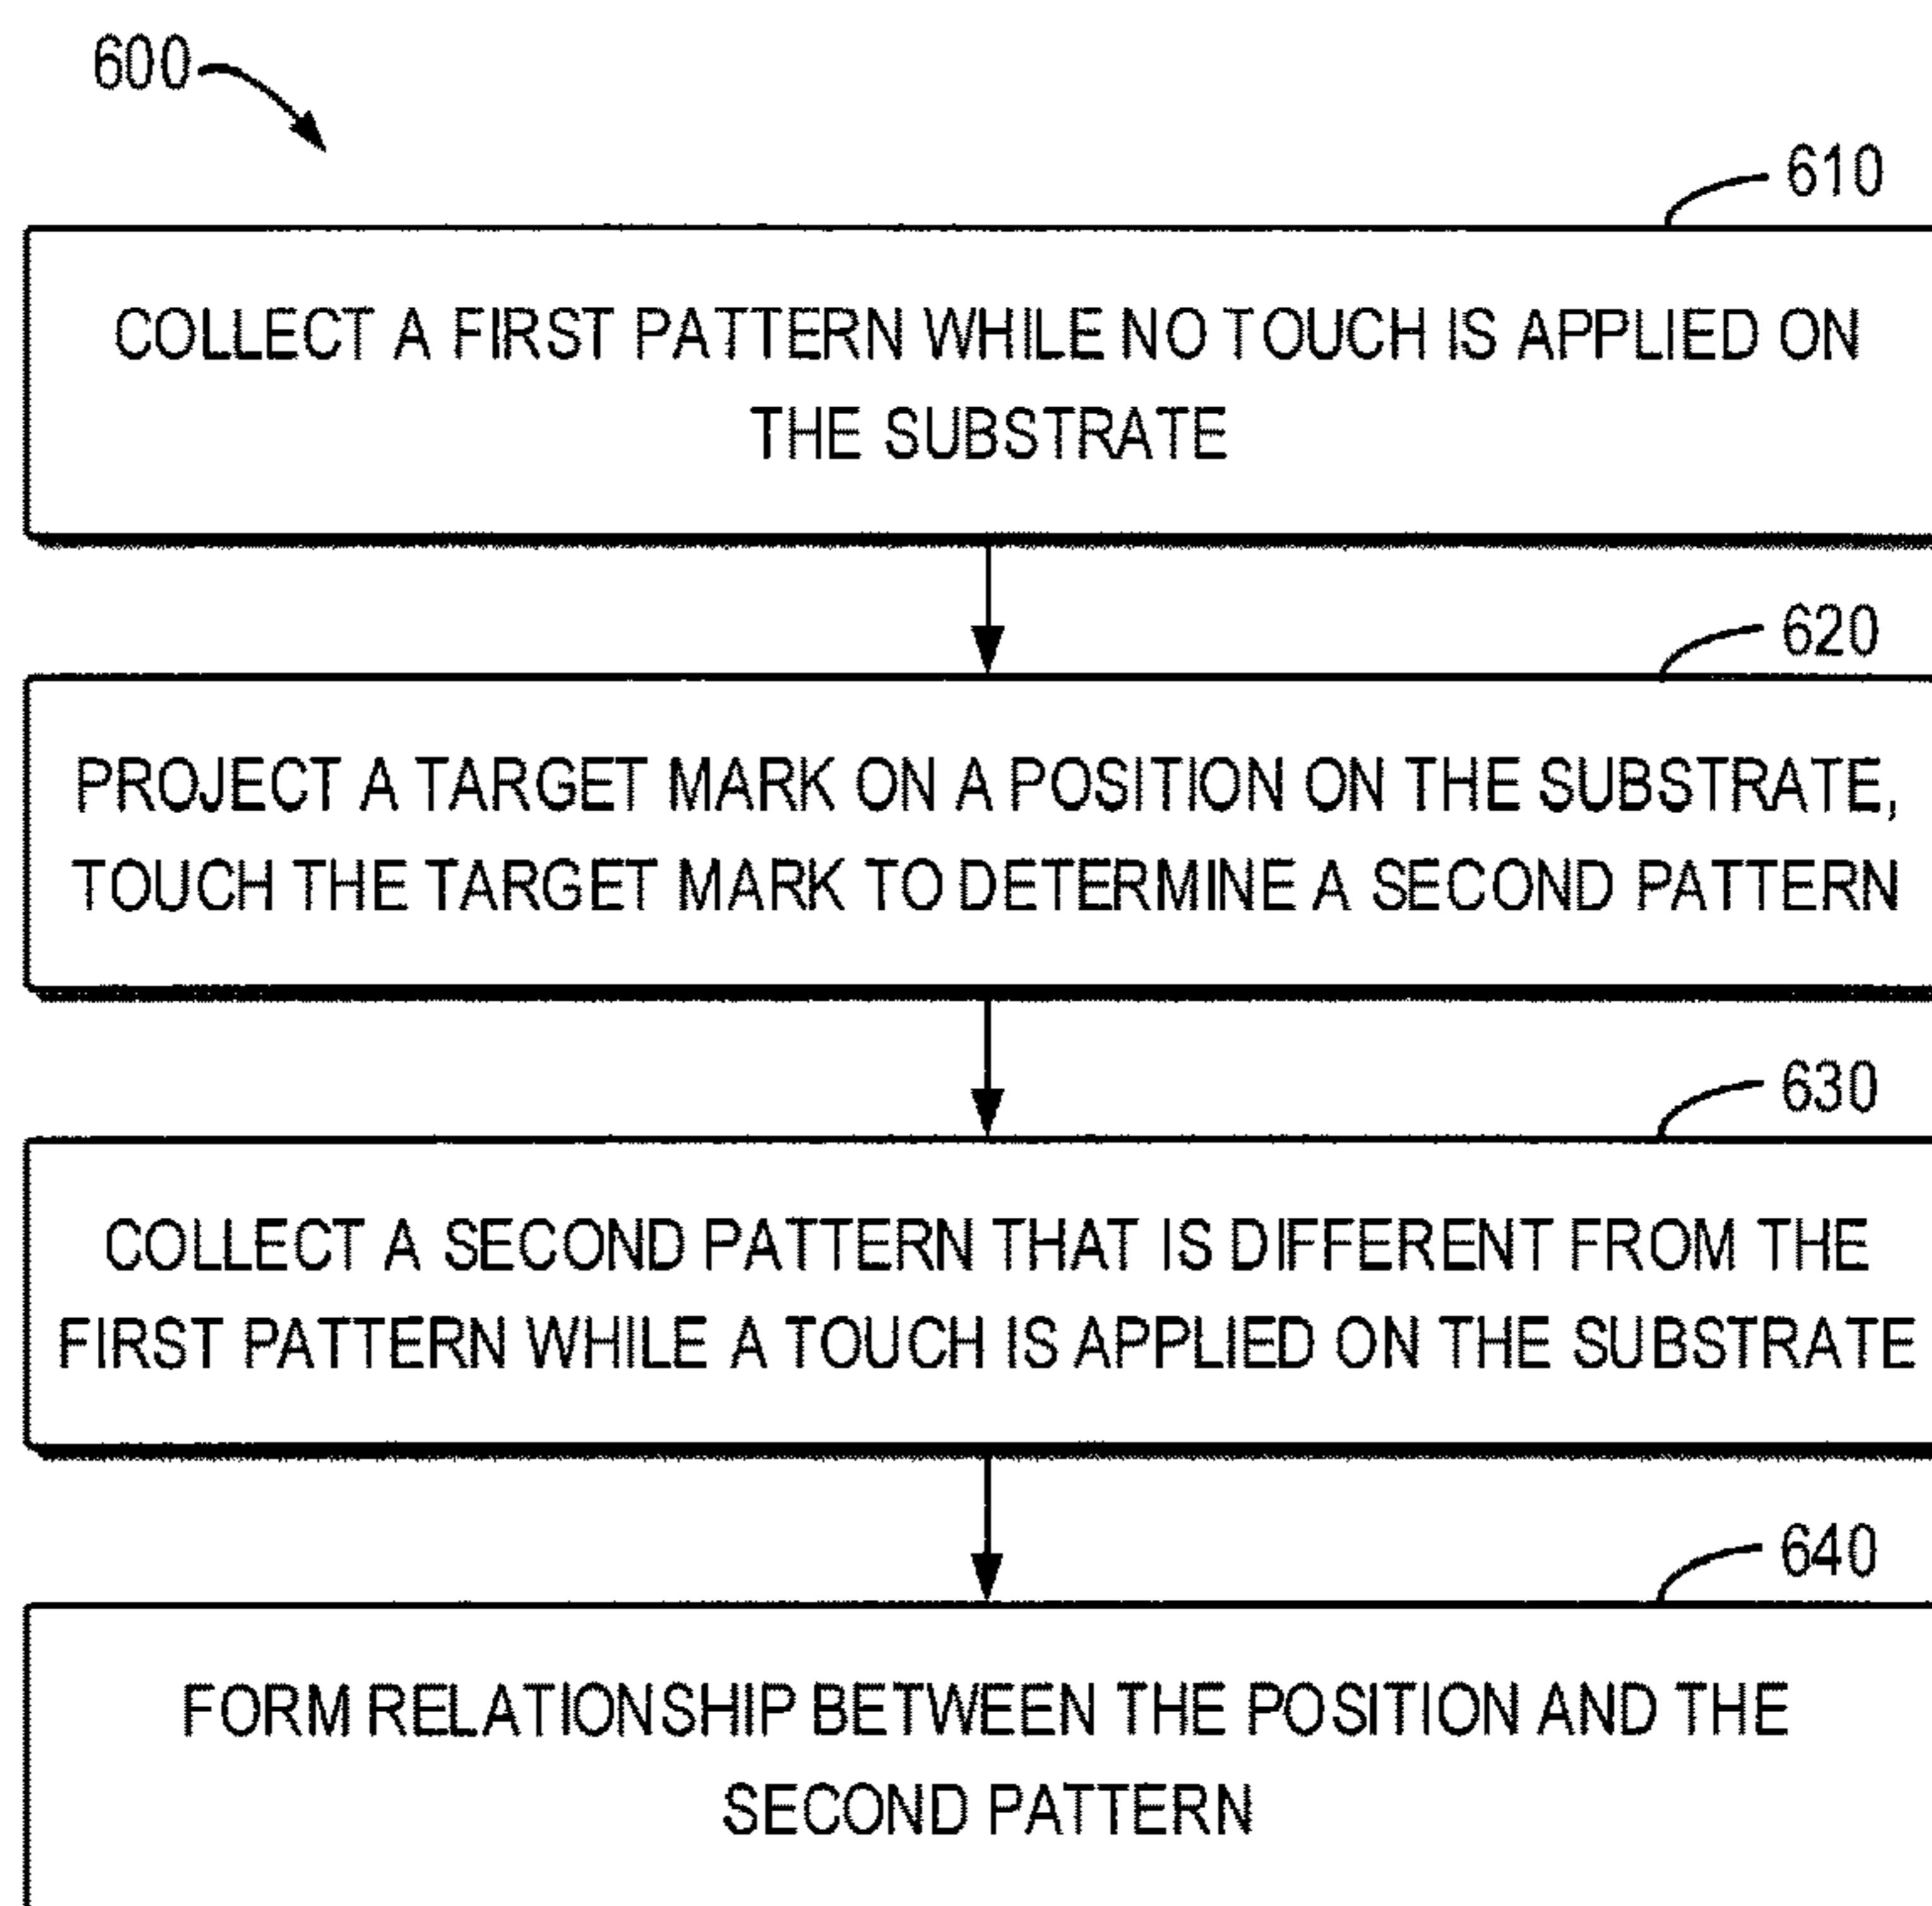 600
610
COLLECT A FIRST PATTERN WHILE NO TOUCH IS APPLIED ON
THE SUBSTRATE
620
PROJECT A TARGET MARK ON A POSITION ON THE SUBSTRATE,
TOUCH THE TARGET MARK TO DETERMINE A SECOND PATTERN
630
COLLECT A SECOND PATTERN THAT IS DIFFERENT FROM THE
FIRST PATTERN WHILE A TOUCH IS APPLIED ON THE SUBSTRATE
640
FORM RELATIONSHIP BETWEEN THE POSITION AND THE
SECOND PATTERN